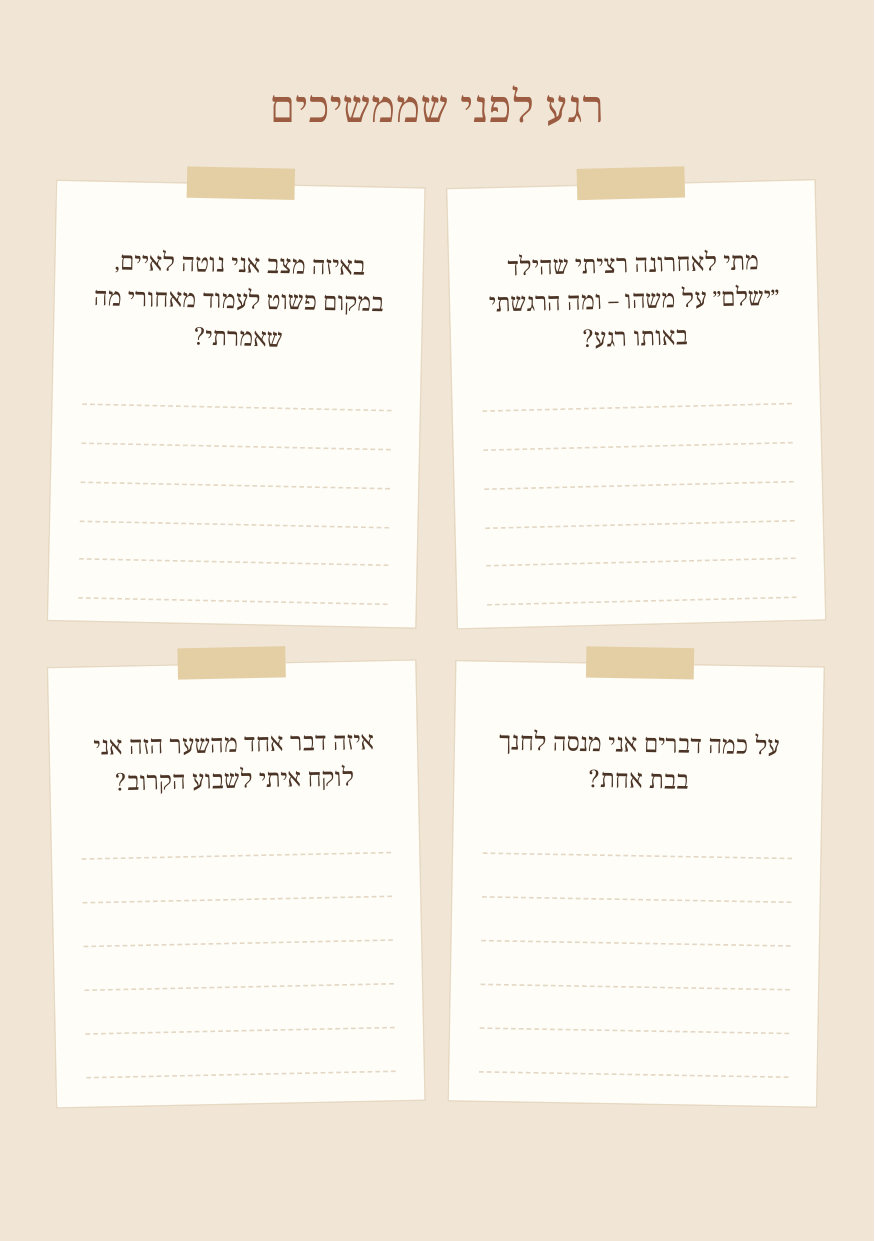 רגע לפני שממשיכים
מתי לאחרונה רציתי שהילד
״ישלם״ על משהו – ומה הרגשתי
באותו רגע?
באיזה מצב אני נוטה לאיים,
במקום פשוט לעמוד מאחורי מה
שאמרתי?
על כמה דברים אני מנסה לחנך
בבת אחת?
איזה דבר אחד מהשער הזה אני
לוקח איתי לשבוע הקרוב?